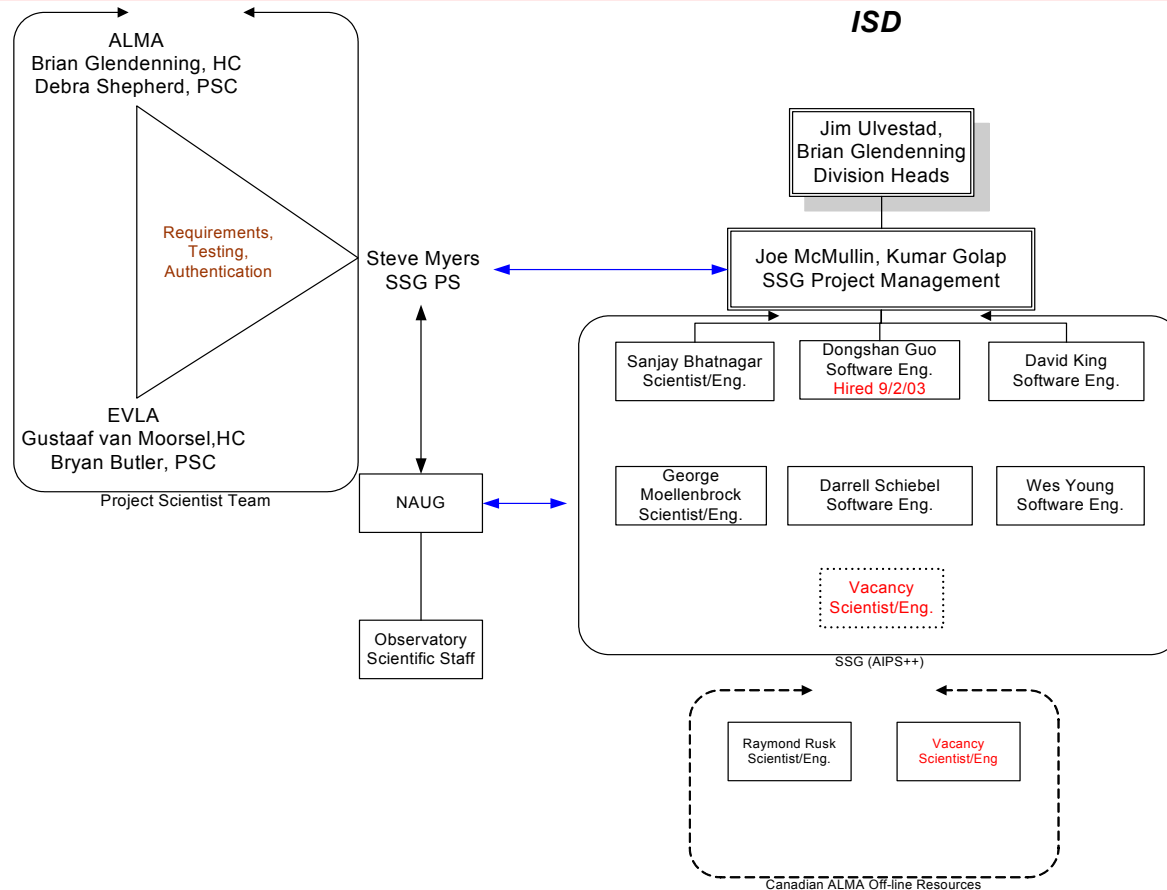 ISD
ALMA
Brian Glendenning, HC
Debra Shepherd, PSC
Requirements,
Testing,
Authentication
Steve Myers
SSG PS
EVLA
Gustaaf van Moorsel,HC
Bryan Butler, PSC
Project Scientist Team
NAUG
Observatory
Scientific Staff
Jim Ulvestad,
Brian Glendenning
Division Heads
Joe McMullin, Kumar Golap
SSG Project Management
Sanjay Bhatnagar
Scientist/Eng.
Dongshan Guo
Software Eng.
Hired 9/2/03
David King
Software Eng.
George
Moellenbrock
Scientist/Eng.
Darrell Schiebel
Software Eng.
Wes Young
Software Eng.
Vacancy
Scientist/Eng.
SSG (AIPS++)
Raymond Rusk
Scientist/Eng.
Vacancy
Scientist/Eng
Canadian ALMA Off-line Resources